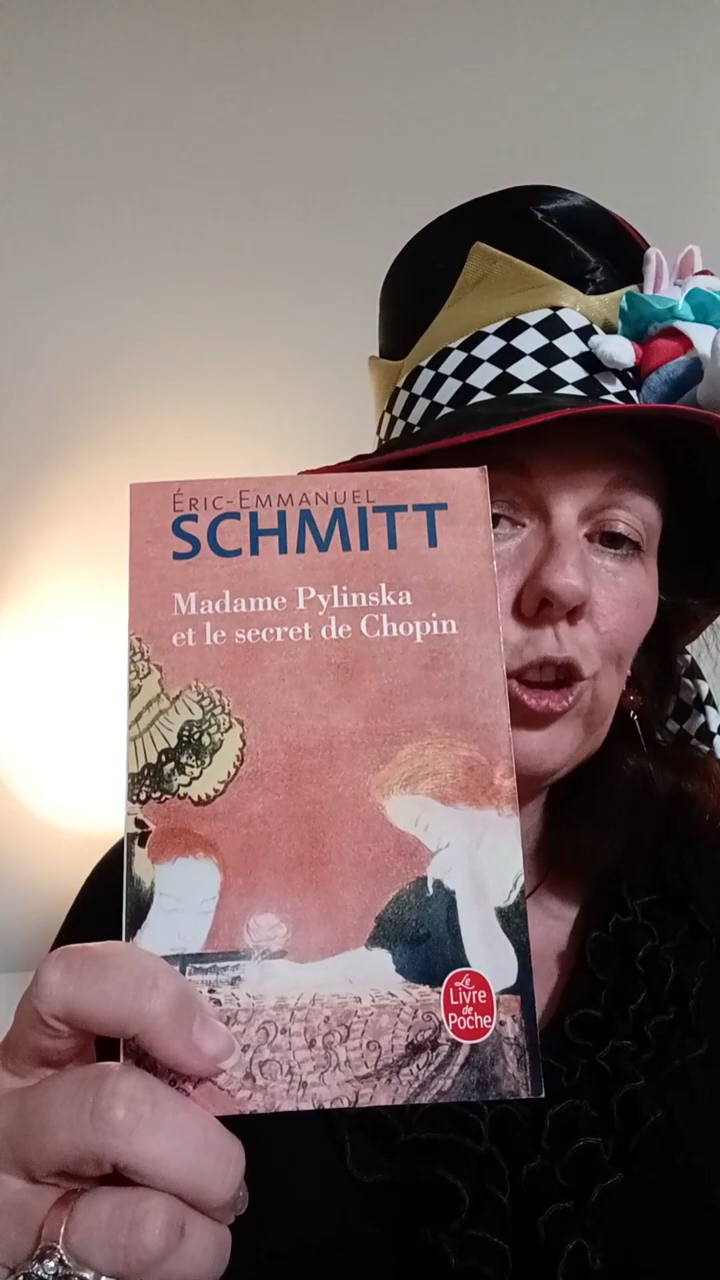 ÉRIC-EMMANUEL
SCHMITT
Madame Pylinska
et le secret de Chopin
Le
LIVRE
de
POCHE